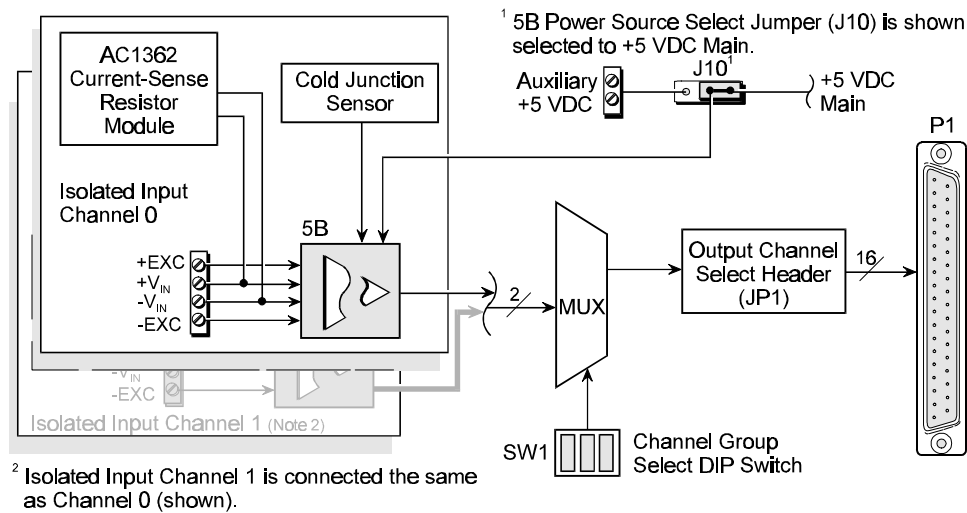 ¹ 5B Power Source Select Jumper (J10) is shown
selected to +5 VDC Main.
AC1362
Current-Sense
Resistor
Module
Cold Junction
Sensor
Auxiliary
+5 VDC
J10¹
+5 VDC
Main
P1
Isolated Input
Channel 0
5B
+EXC
+VIN
-VIN
-EXC
2
MUX
Output Channel
Select Header
(JP1)
16
-VIN
-EXC
Isolated Input Channel 1 (Note 2)
SW1
Channel Group
Select DIP Switch
² Isolated Input Channel 1 is connected the same
as Channel 0 (shown).